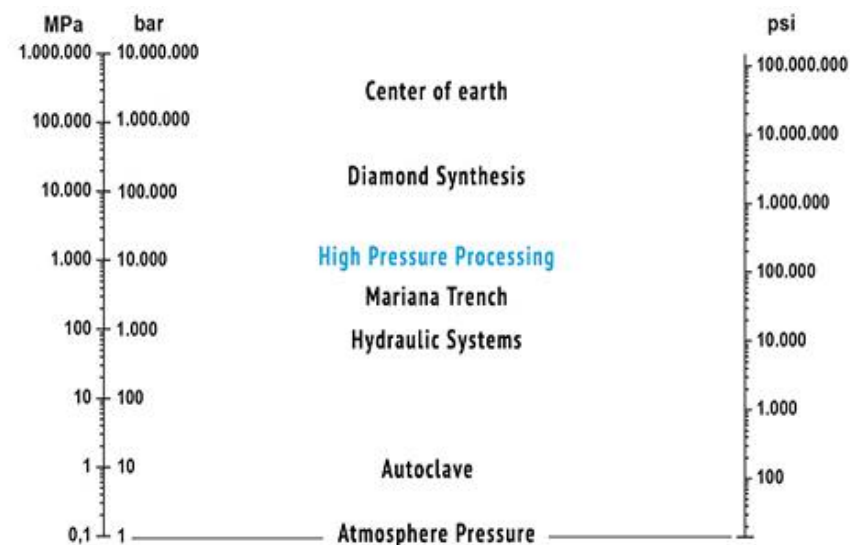 MPa bar psi
1.000.000 10.000.000
100.000.000
Center of earth
100.000 1.000.000
10.000.000
Diamond Synthesis
10.000 100.000
1.000.000
High Pressure Processing
1.000 10.000
100.000
Mariana Trench
100 1.000
Hydraulic Systems 10.000
10 100
1.000
1 10 Autoclave
100
0,1 1 Atmosphere Pressure